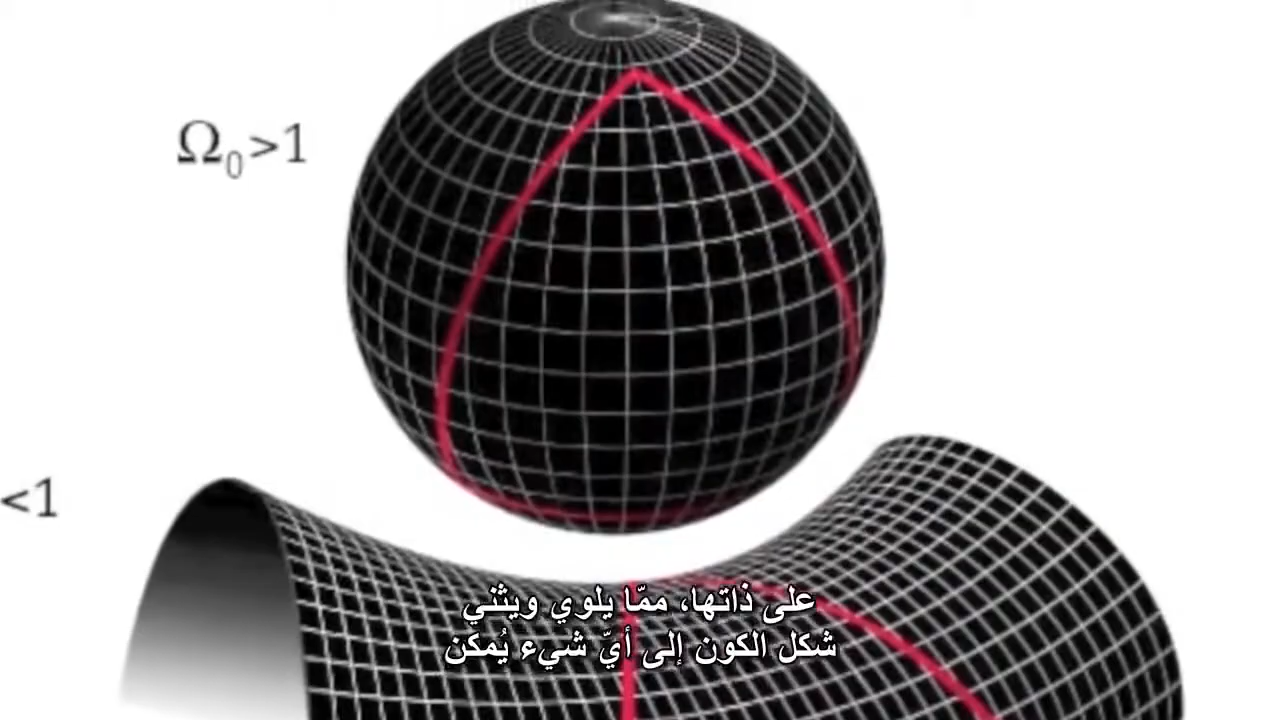 Ω₀>1
<1
على ذاتها، ممّا يلوي ويثني
شكل الكون إلى أيّ شيء يُمكن